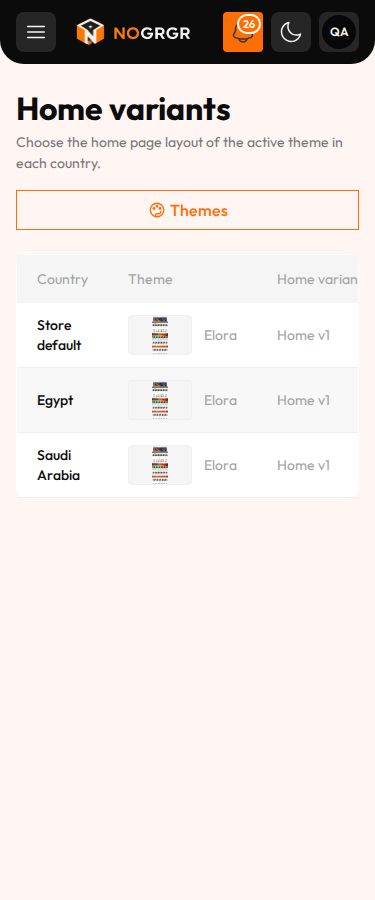 NOGRGR
26
QA
Home variants
Choose the home page layout of the active theme in
each country.
Themes
Country Theme Home varian
Store
default
Elora Home v1
Egypt Elora Home v1
Saudi
Arabia
Elora Home v1